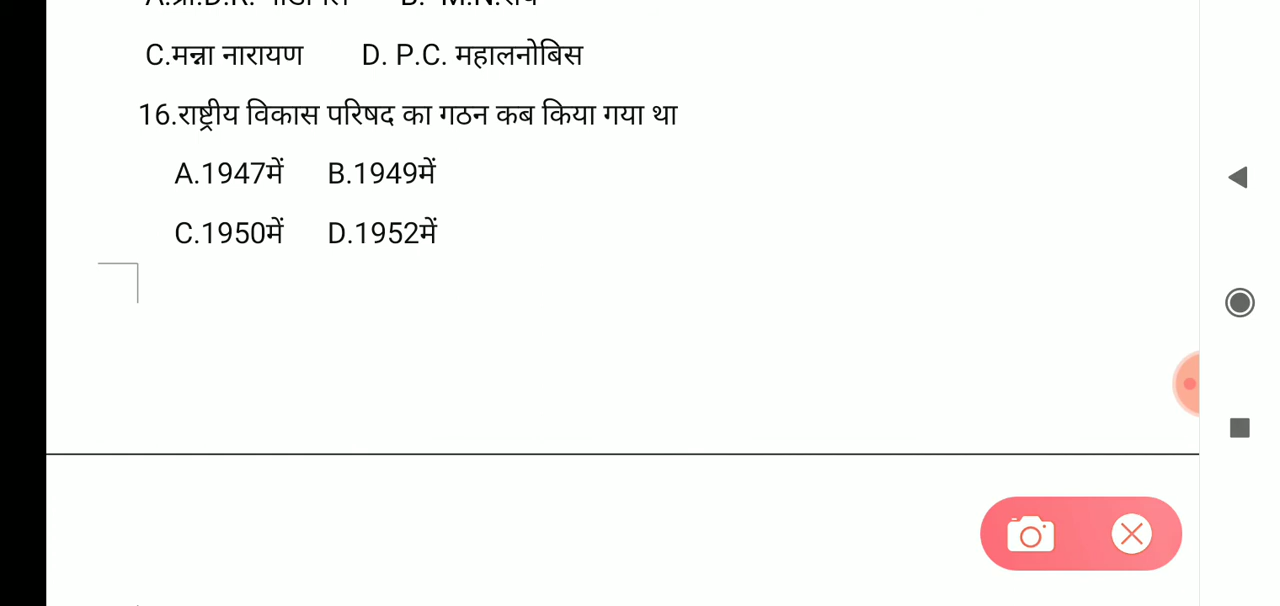 C.मन्ना नारायण D. P.C. महालनोबिस
16.राष्ट्रीय विकास परिषद का गठन कब किया गया था
A.1947में B.1949में
C.1950में D.1952में